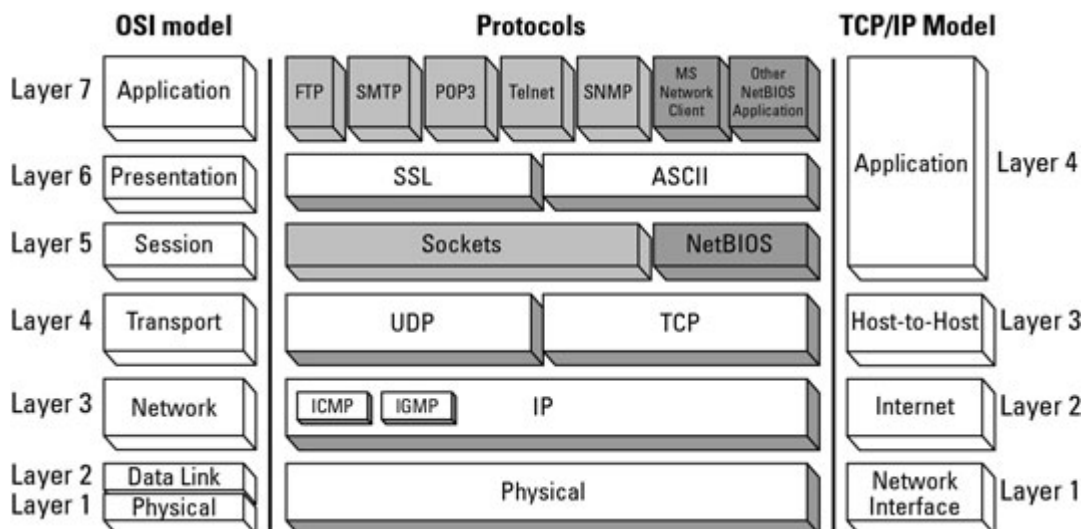 OSI model
Protocols
TCP/IP Model
Layer 7
Application
FTP
SMTP
POP3
Telnet
SNMP
MS
Network
Client
Other
NetBIOS
Application
Layer 6
Presentation
SSL
ASCII
Application
Layer 4
Layer 5
Session
Sockets
NetBIOS
Layer 4
Transport
UDP
TCP
Host-to-Host
Layer 3
Layer 3
Network
ICMP
IGMP
IP
Internet
Layer 2
Layer 2
Data Link
Layer 1
Physical
Physical
Network
Interface
Layer 1